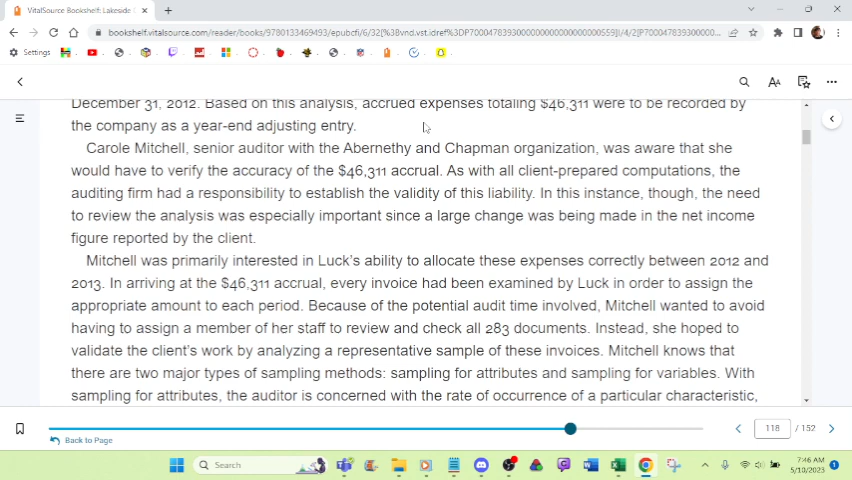 VitalSource Bookshelf: Lakeside
bookshelf.vitalsource.com/reader/books/9780133469493/epubcfi/6/32[%3Bvnd.vst.idref%3DP7000478393000000000000000000559]!/4/2[P700047839300000000000000000...
Settings
December 31, 2012. Based on this analysis, accrued expenses totaling $46,311 were to be recorded by
the company as a year-end adjusting entry.
Carole Mitchell, senior auditor with the Abernethy and Chapman organization, was aware that she
would have to verify the accuracy of the $46,311 accrual. As with all client-prepared computations, the
auditing firm had a responsibility to establish the validity of this liability. In this instance, though, the need
to review the analysis was especially important since a large change was being made in the net income
figure reported by the client.
Mitchell was primarily interested in Luck's ability to allocate these expenses correctly between 2012 and
2013. In arriving at the $46,311 accrual, every invoice had been examined by Luck in order to assign the
appropriate amount to each period. Because of the potential audit time involved, Mitchell wanted to avoid
having to assign a member of her staff to review and check all 283 documents. Instead, she hoped to
validate the client's work by analyzing a representative sample of these invoices. Mitchell knows that
there are two major types of sampling methods: sampling for attributes and sampling for variables. With
sampling for attributes, the auditor is concerned with the rate of occurrence of a particular characteristic,
118 / 152
Back to Page
Search
7:46 AM
5/10/2023